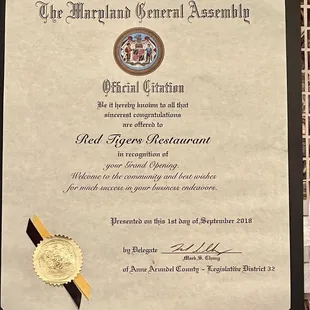 The Maryland General Assembly
Official Citation
Be it hereby known to all that
sincerest congratulations
are offered to
Red Tigers Restaurant
in recognition of
your Grand Opening.
Welcome to the community and best wishes
for much success in your business endeavors.
Presented on this 1st day of,September 2018
by Delegate
Mark S. Chang
of Anne Arundel County - Legislative District 32